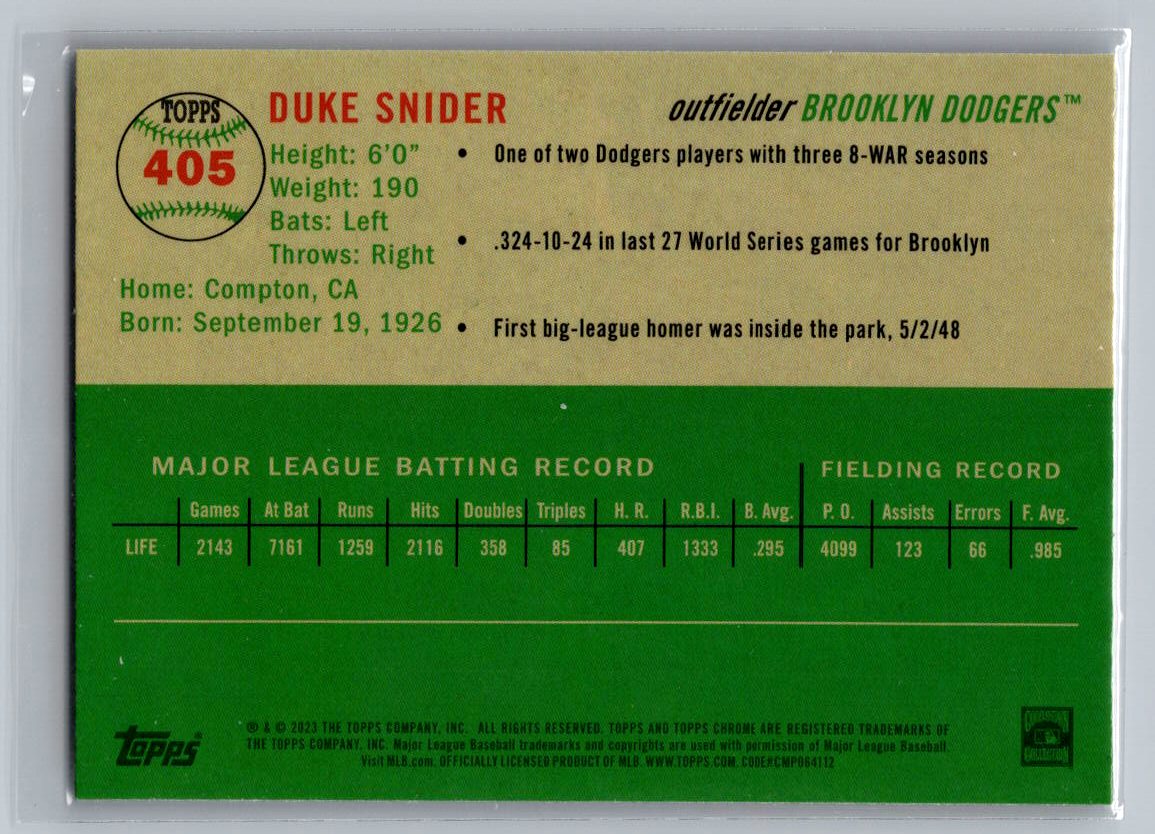 TOPPS
405
DUKE SNIDER
outfielder BROOKLYN DODGERS™
Height: 6'0"
Weight: 190
Bats: Left
Throws: Right
Home: Compton, CA
Born: September 19, 1926
• One of two Dodgers players with three 8-WAR seasons
• .324-10-24 in last 27 World Series games for Brooklyn
• First big-league homer was inside the park, 5/2/48
MAJOR LEAGUE BATTING RECORD FIELDING RECORD
Games At Bat Runs Hits Doubles Triples H. R. R.B.I. B. Avg. P. O. Assists Errors F. Avg.
LIFE 2143 7161 1259 2116 358 85 407 1333 .295 4099 123 66 .985
topps
® & © 2023 THE TOPPS COMPANY, INC. ALL RIGHTS RESERVED. TOPPS AND TOPPS CHROME ARE REGISTERED TRADEMARKS OF
THE TOPPS COMPANY, INC. Major League Baseball trademarks and copyrights are used with permission of Major League Baseball.
Visit MLB.com. OFFICIALLY LICENSED PRODUCT OF MLB. WWW.TOPPS.COM. CODE#CMP064112
COOPERSTOWN
COLLECTION